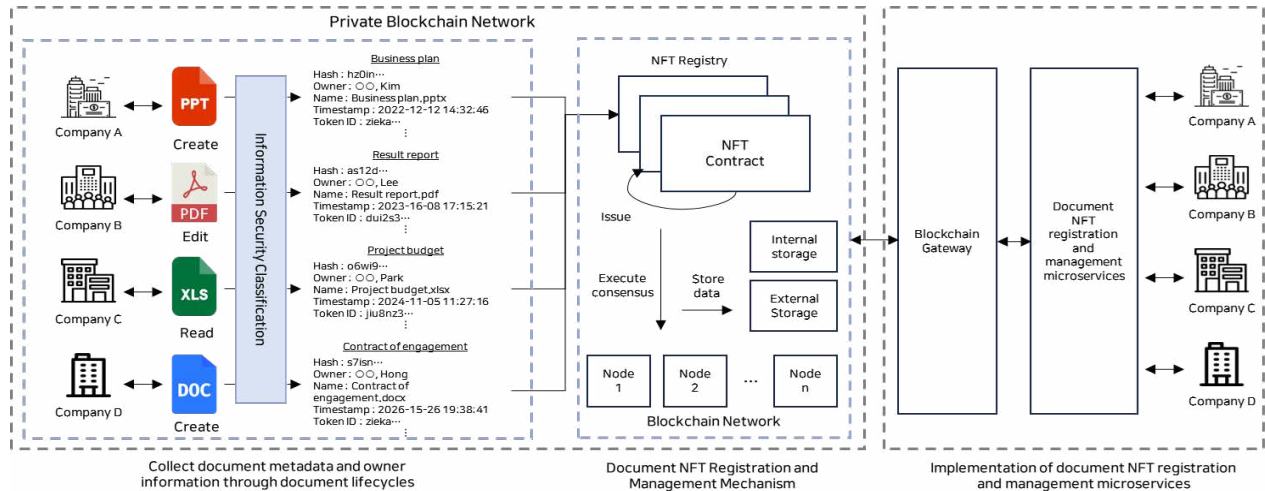 Private Blockchain Network
Company A
PPT
Create
Company B
PDF
Edit
Company C
XLS
Read
Company D
DOC
Create
Information Security Classification
Business plan
Hash : hz0in…
Owner : ○○, Kim
Name : Business plan,pptx
Timestamp : 2022-12-12 14:32:46
Token ID : zieka…
⋮
Result report
Hash : as12d…
Owner : ○○, Lee
Name : Result report,pdf
Timestamp : 2023-16-08 17:15:21
Token ID : dui2s3…
⋮
Project budget
Hash : o6wi9…
Owner : ○○, Park
Name : Project budget,xlsx
Timestamp : 2024-11-05 11:27:16
Token ID : jiu8nz3…
⋮
Contract of engagement
Hash : s7isn…
Owner : ○○, Hong
Name : Contract of
engagement,docx
Timestamp : 2026-15-26 19:38:41
Token ID : zieka…
⋮
NFT Registry
NFT
Contract
Issue
Execute
consensus
Store
data
Internal
storage
External
Storage
Node
1
Node
2
…
Node
n
Blockchain Network
Blockchain
Gateway
Document
NFT
registration
and
management
microservices
Company A
Company B
Company C
Company D
Collect document metadata and owner
information through document lifecycles
Document NFT Registration and
Management Mechanism
Implementation of document NFT registration
and management microservices